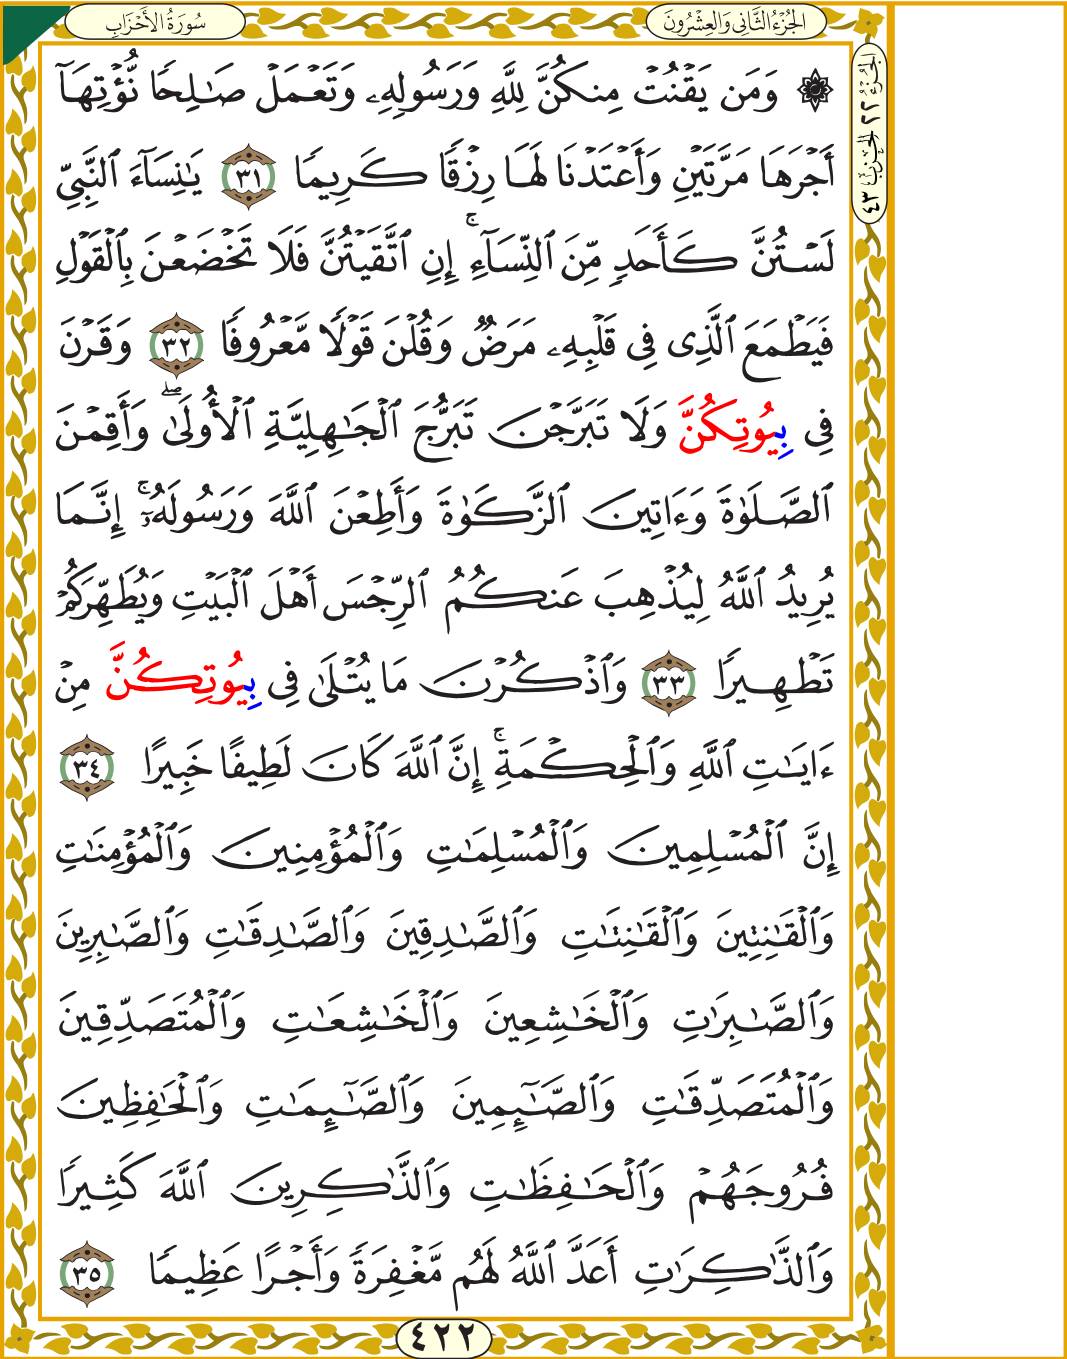 سُورَةُ الأَحْزَابِ
الجُزْءُ الثَّانِي وَالعِشْرُونَ
الجُزْءُ ٢٢ الحِزْبُ ٤٣
۞ وَمَن يَقْنُتْ مِنكُنَّ لِلَّهِ وَرَسُولِهِۦ وَتَعْمَلْ صَٰلِحًا نُّؤْتِهَآ
أَجْرَهَا مَرَّتَيْنِ وَأَعْتَدْنَا لَهَا رِزْقًا كَرِيمًا ٣١ يَٰنِسَآءَ ٱلنَّبِيِّ
لَسْتُنَّ كَأَحَدٍ مِّنَ ٱلنِّسَآءِ ۚ إِنِ ٱتَّقَيْتُنَّ فَلَا تَخْضَعْنَ بِٱلْقَوْلِ
فَيَطْمَعَ ٱلَّذِى فِى قَلْبِهِۦ مَرَضٌ وَقُلْنَ قَوْلًا مَّعْرُوفًا ٣٢ وَقَرْنَ
فِى بِيُوتِكُنَّ وَلَا تَبَرَّجْنَ تَبَرُّجَ ٱلْجَٰهِلِيَّةِ ٱلْأُولَىٰ ۖ وَأَقِمْنَ
ٱلصَّلَوٰةَ وَءَاتِينَ ٱلزَّكَوٰةَ وَأَطِعْنَ ٱللَّهَ وَرَسُولَهُۥٓ ۚ إِنَّمَا
يُرِيدُ ٱللَّهُ لِيُذْهِبَ عَنكُمُ ٱلرِّجْسَ أَهْلَ ٱلْبَيْتِ وَيُطَهِّرَكُمْ
تَطْهِيرًا ٣٣ وَٱذْكُرْنَ مَا يُتْلَىٰ فِى بِيُوتِكُنَّ مِنْ
ءَايَٰتِ ٱللَّهِ وَٱلْحِكْمَةِ ۚ إِنَّ ٱللَّهَ كَانَ لَطِيفًا خَبِيرًا ٣٤
إِنَّ ٱلْمُسْلِمِينَ وَٱلْمُسْلِمَٰتِ وَٱلْمُؤْمِنِينَ وَٱلْمُؤْمِنَٰتِ
وَٱلْقَٰنِتِينَ وَٱلْقَٰنِتَٰتِ وَٱلصَّٰدِقِينَ وَٱلصَّٰدِقَٰتِ وَٱلصَّٰبِرِينَ
وَٱلصَّٰبِرَٰتِ وَٱلْخَٰشِعِينَ وَٱلْخَٰشِعَٰتِ وَٱلْمُتَصَدِّقِينَ
وَٱلْمُتَصَدِّقَٰتِ وَٱلصَّٰٓئِمِينَ وَٱلصَّٰٓئِمَٰتِ وَٱلْحَٰفِظِينَ
فُرُوجَهُمْ وَٱلْحَٰفِظَٰتِ وَٱلذَّٰكِرِينَ ٱللَّهَ كَثِيرًا
وَٱلذَّٰكِرَٰتِ أَعَدَّ ٱللَّهُ لَهُم مَّغْفِرَةً وَأَجْرًا عَظِيمًا ٣٥
٤٢٢